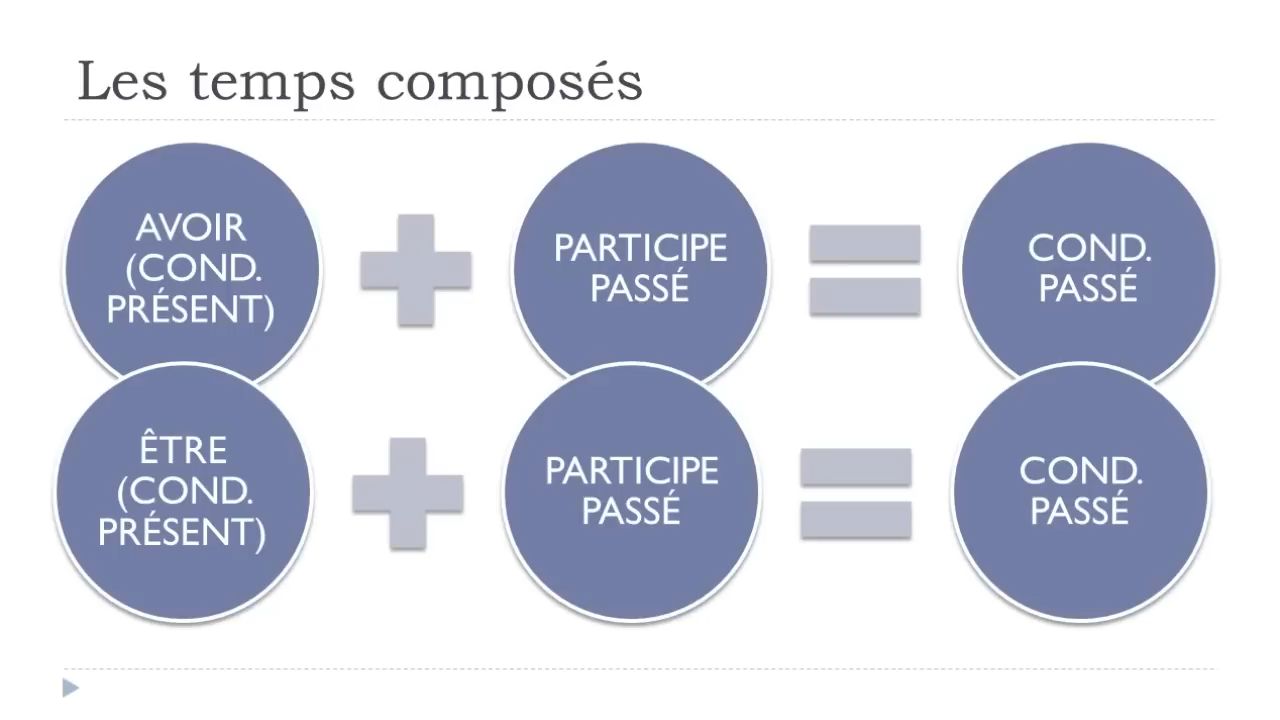 Les temps composés
AVOIR
(COND.
PRÉSENT)
PARTICIPE
PASSÉ
COND.
PASSÉ
ÊTRE
(COND.
PRÉSENT)
PARTICIPE
PASSÉ
COND.
PASSÉ